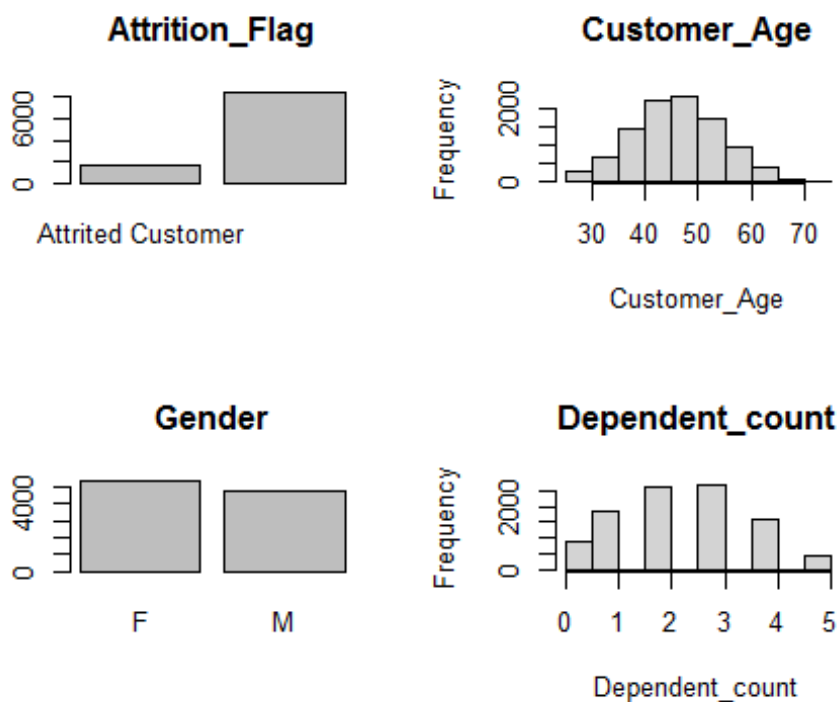 Attrition_Flag
6000
0
Attrited Customer
Customer_Age
Frequency
2000
0
30 40 50 60 70
Customer_Age
Gender
4000
0
F M
Dependent_count
Frequency
2000
0
0 1 2 3 4 5
Dependent_count